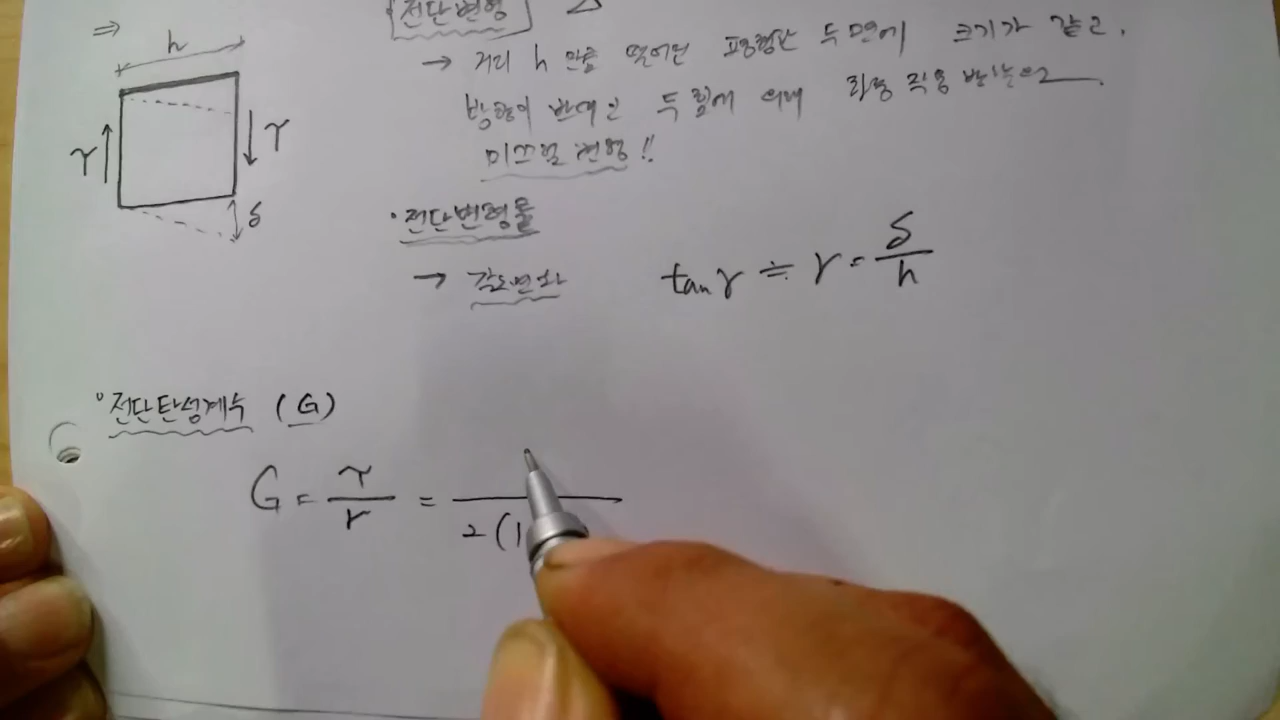 ⇒
[전단변형]
h
→ 거리 h 만큼 떨어진 평행한 두 면에 크기가 같고,
방향이 반대인 두 힘에 의해 작용 받는으로
미끄럼 변형!!
τ τ
δ
·전단변형률
→ 각도변화 tanγ ≒ γ = δ/h
°전단탄성계수 (G)
G = τ/γ = /2(1